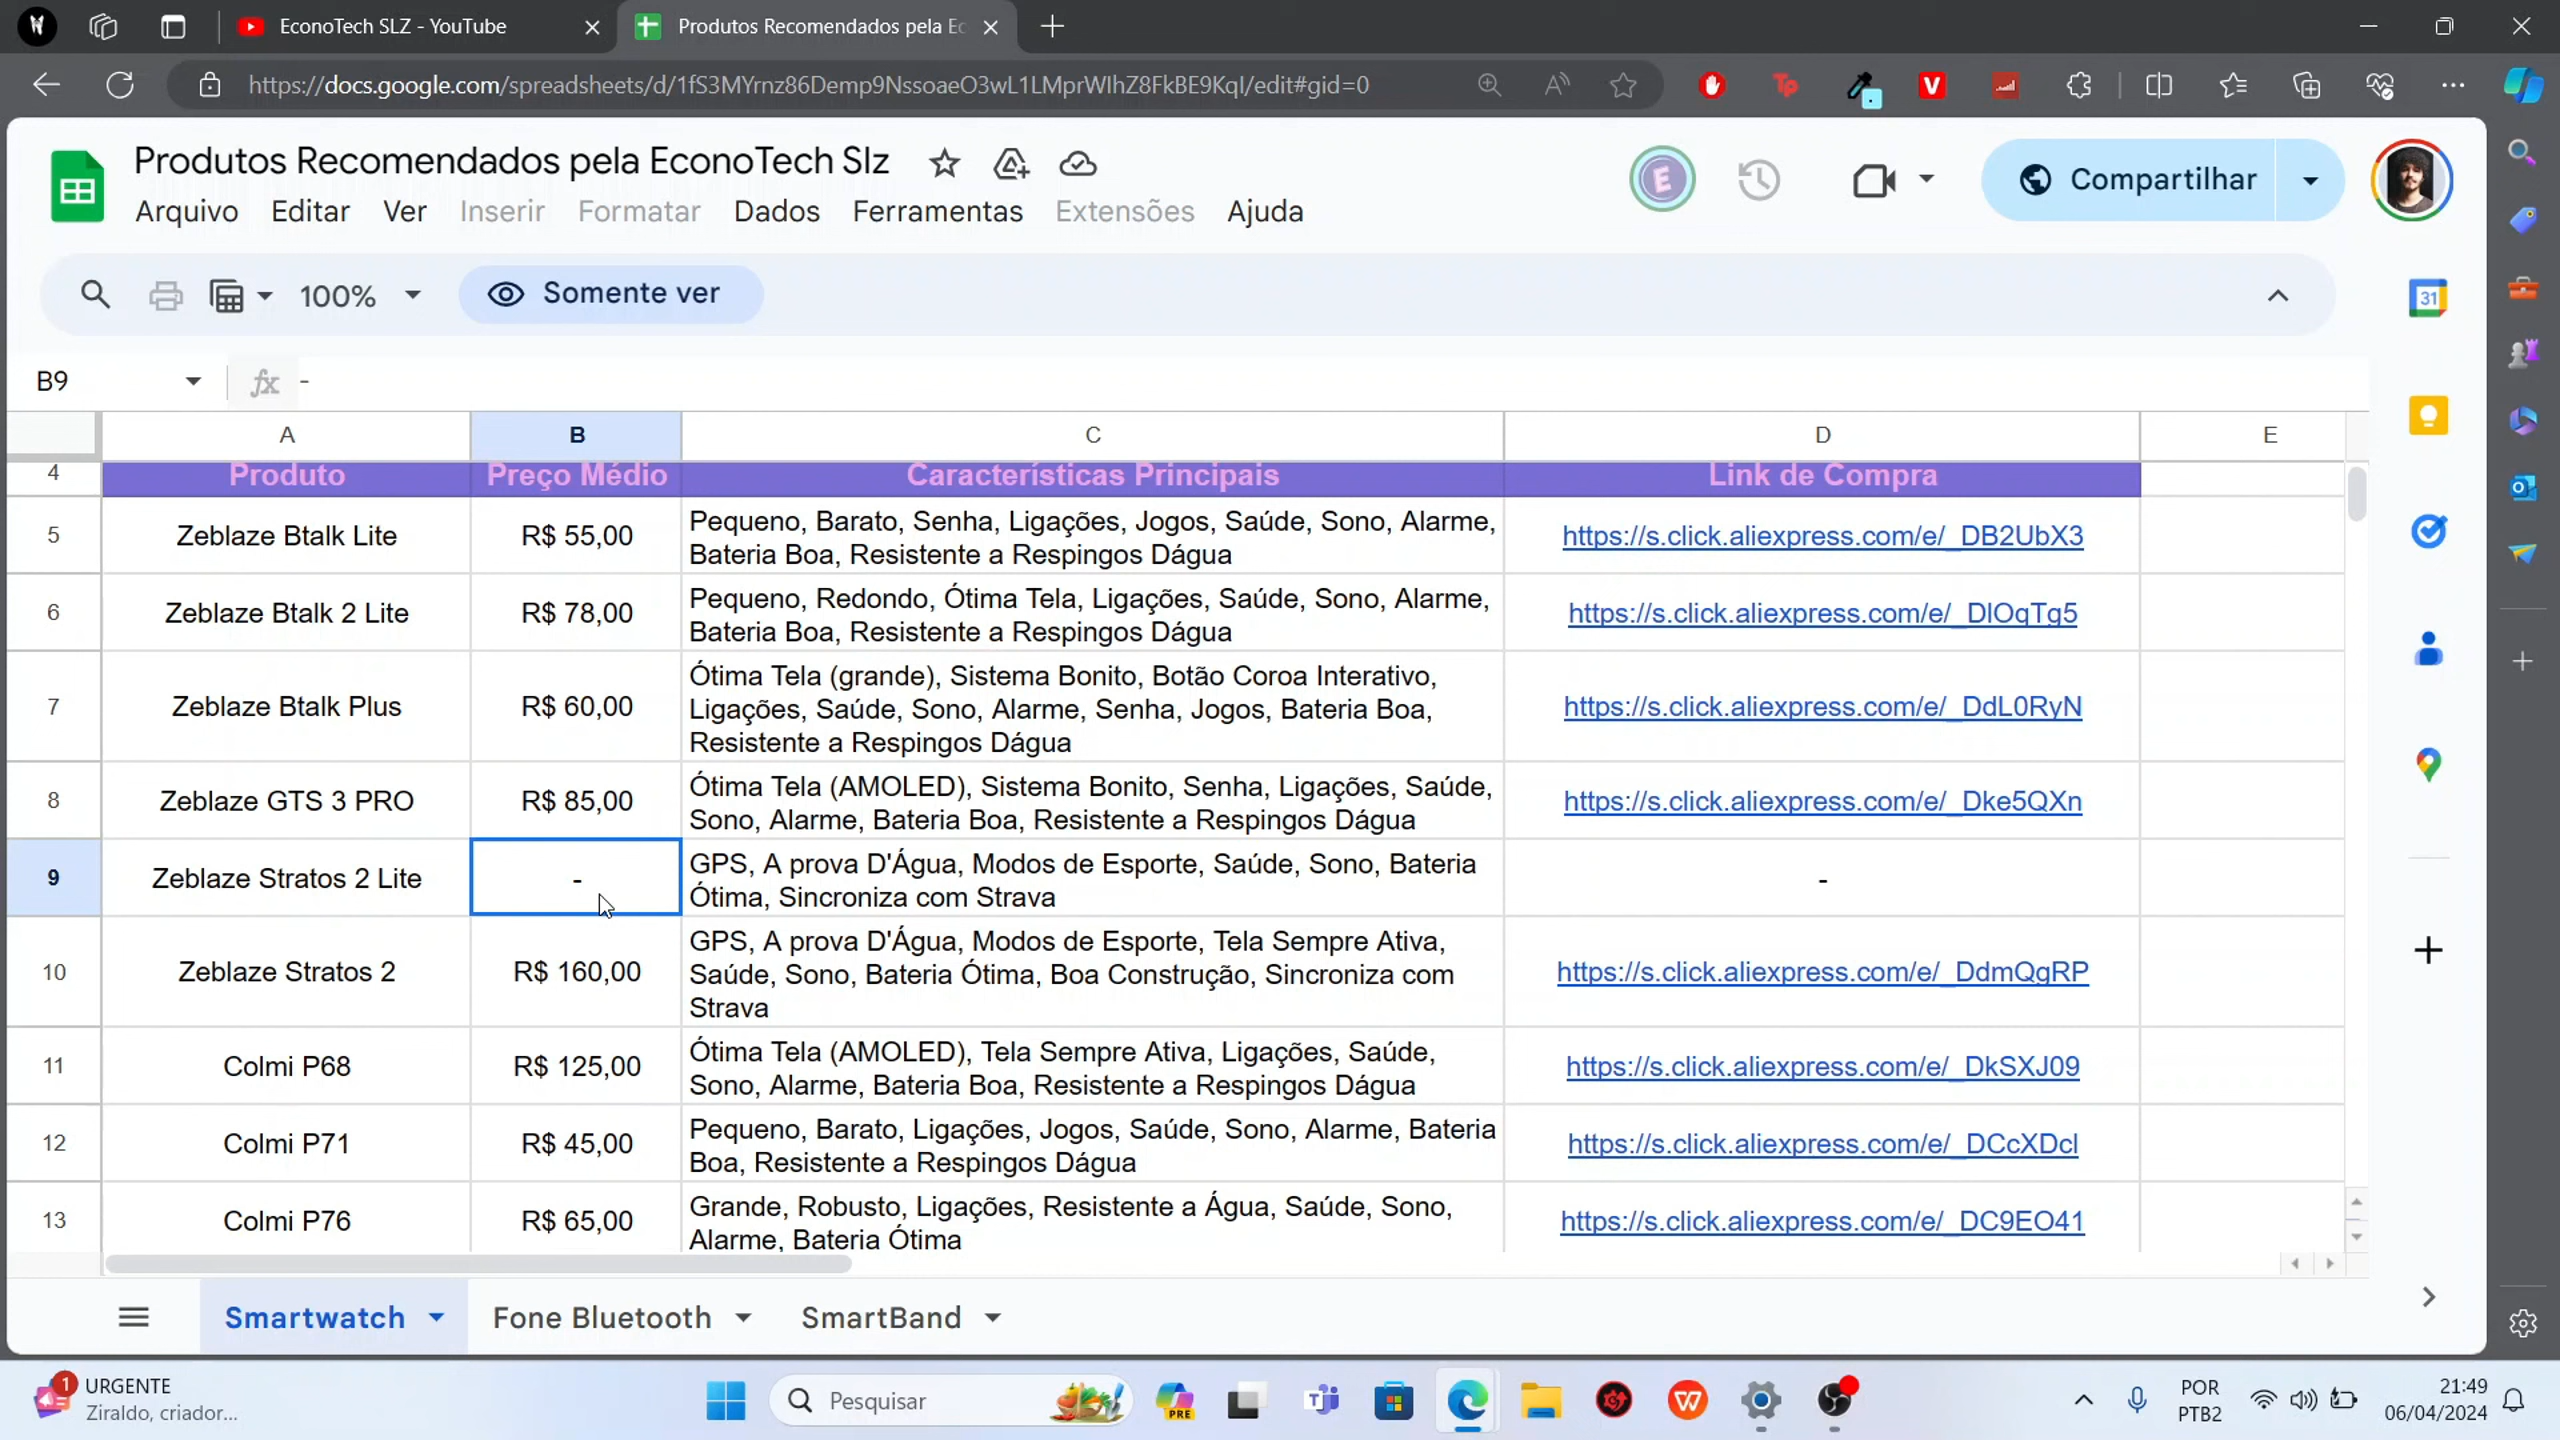 EconoTech SLZ - YouTube
Produtos Recomendados pela Ec
https://docs.google.com/spreadsheets/d/1fS3MYrnz86Demp9NssoaeO3wL1LMprWIhZ8FkBE9KqI/edit#gid=0
Produtos Recomendados pela EconoTech Slz
E
Compartilhar
Arquivo Editar Ver Inserir Formatar Dados Ferramentas Extensões Ajuda
100% Somente ver
31
B9 fx -
A B C D E
4 Produto Preço Médio Características Principais Link de Compra
5 Zeblaze Btalk Lite R$ 55,00 Pequeno, Barato, Senha, Ligações, Jogos, Saúde, Sono, Alarme, https://s.click.aliexpress.com/e/_DB2UbX3
Bateria Boa, Resistente a Respingos Dágua
6 Zeblaze Btalk 2 Lite R$ 78,00 Pequeno, Redondo, Ótima Tela, Ligações, Saúde, Sono, Alarme, https://s.click.aliexpress.com/e/_DlOqTg5
Bateria Boa, Resistente a Respingos Dágua
Ótima Tela (grande), Sistema Bonito, Botão Coroa Interativo,
7 Zeblaze Btalk Plus R$ 60,00 Ligações, Saúde, Sono, Alarme, Senha, Jogos, Bateria Boa, https://s.click.aliexpress.com/e/_DdL0RyN
Resistente a Respingos Dágua
8 Zeblaze GTS 3 PRO R$ 85,00 Ótima Tela (AMOLED), Sistema Bonito, Senha, Ligações, Saúde, https://s.click.aliexpress.com/e/_Dke5QXn
Sono, Alarme, Bateria Boa, Resistente a Respingos Dágua
9 Zeblaze Stratos 2 Lite - GPS, A prova D'Água, Modos de Esporte, Saúde, Sono, Bateria -
Ótima, Sincroniza com Strava
GPS, A prova D'Água, Modos de Esporte, Tela Sempre Ativa,
10 Zeblaze Stratos 2 R$ 160,00 Saúde, Sono, Bateria Ótima, Boa Construção, Sincroniza com https://s.click.aliexpress.com/e/_DdmQgRP
Strava
11 Colmi P68 R$ 125,00 Ótima Tela (AMOLED), Tela Sempre Ativa, Ligações, Saúde, https://s.click.aliexpress.com/e/_DkSXJ09
Sono, Alarme, Bateria Boa, Resistente a Respingos Dágua
12 Colmi P71 R$ 45,00 Pequeno, Barato, Ligações, Jogos, Saúde, Sono, Alarme, Bateria https://s.click.aliexpress.com/e/_DCcXDcl
Boa, Resistente a Respingos Dágua
13 Colmi P76 R$ 65,00 Grande, Robusto, Ligações, Resistente a Água, Saúde, Sono, https://s.click.aliexpress.com/e/_DC9EO41
Alarme, Bateria Ótima
Smartwatch Fone Bluetooth SmartBand
1 URGENTE
Ziraldo, criador...
Pesquisar
PRE
POR
PTB2
21:49
06/04/2024